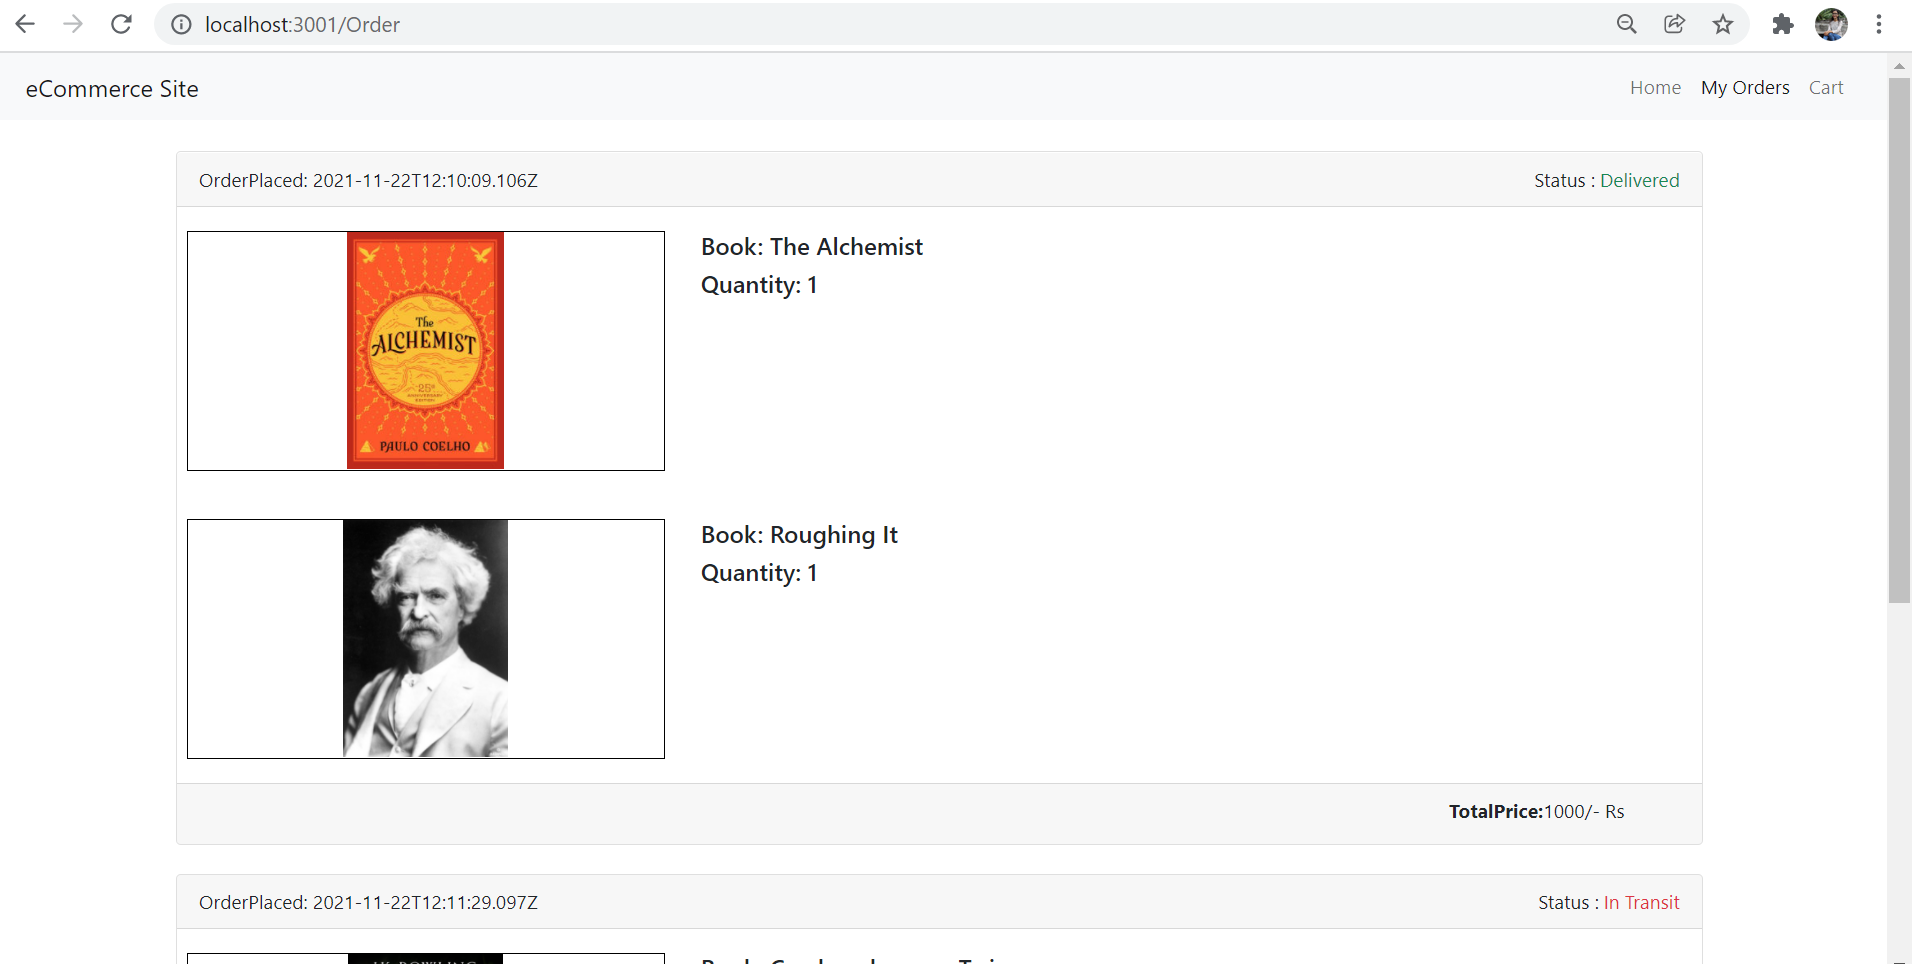 localhost:3001/Order
eCommerce Site
Home My Orders Cart
OrderPlaced: 2021-11-22T12:10:09.106Z
Status : Delivered
The
ALCHEMIST
25th
ANNIVERSARY
EDITION
PAULO COELHO
Book: The Alchemist
Quantity: 1
Book: Roughing It
Quantity: 1
TotalPrice:1000/- Rs
OrderPlaced: 2021-11-22T12:11:29.097Z
Status : In Transit